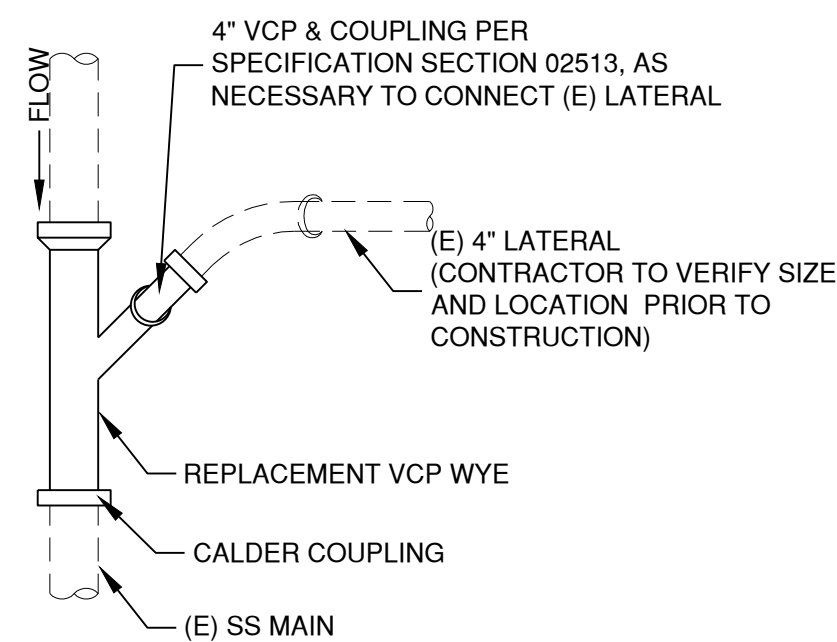 4" VCP & COUPLING PER
SPECIFICATION SECTION 02513, AS
NECESSARY TO CONNECT (E) LATERAL
FLOW
(E) 4" LATERAL
(CONTRACTOR TO VERIFY SIZE
AND LOCATION PRIOR TO
CONSTRUCTION)
REPLACEMENT VCP WYE
CALDER COUPLING
(E) SS MAIN